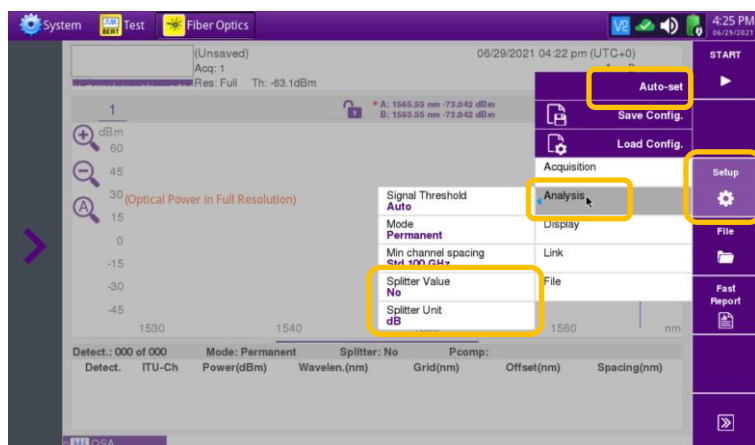 System
Test
Fiber Optics
V2
4:25 PM
06/29/2021
(Unsaved)
06/29/2021 04:22 pm (UTC+0)
Acq: 1
Res: Full Th: -63.1dBm
1
A: 1565.55 nm -73.042 dBm
B: 1565.55 nm -73.042 dBm
dBm
60
45
30
(Optical Power in Full Resolution)
15
0
-15
-30
-45
1530
1540
1560
nm
Auto-set
Save Config.
Load Config.
Acquisition
Analysis
Display
Link
File
Signal Threshold
Auto
Mode
Permanent
Min channel spacing
Std 100 GHz
Splitter Value
No
Splitter Unit
dB
Detect.: 000 of 000 Mode: Permanent Splitter: No Pcomp:
Detect. ITU-Ch Power(dBm) Wavelen.(nm) Grid(nm) Offset(nm) Spacing(nm)
OSA
START
Setup
File
Fast
Report